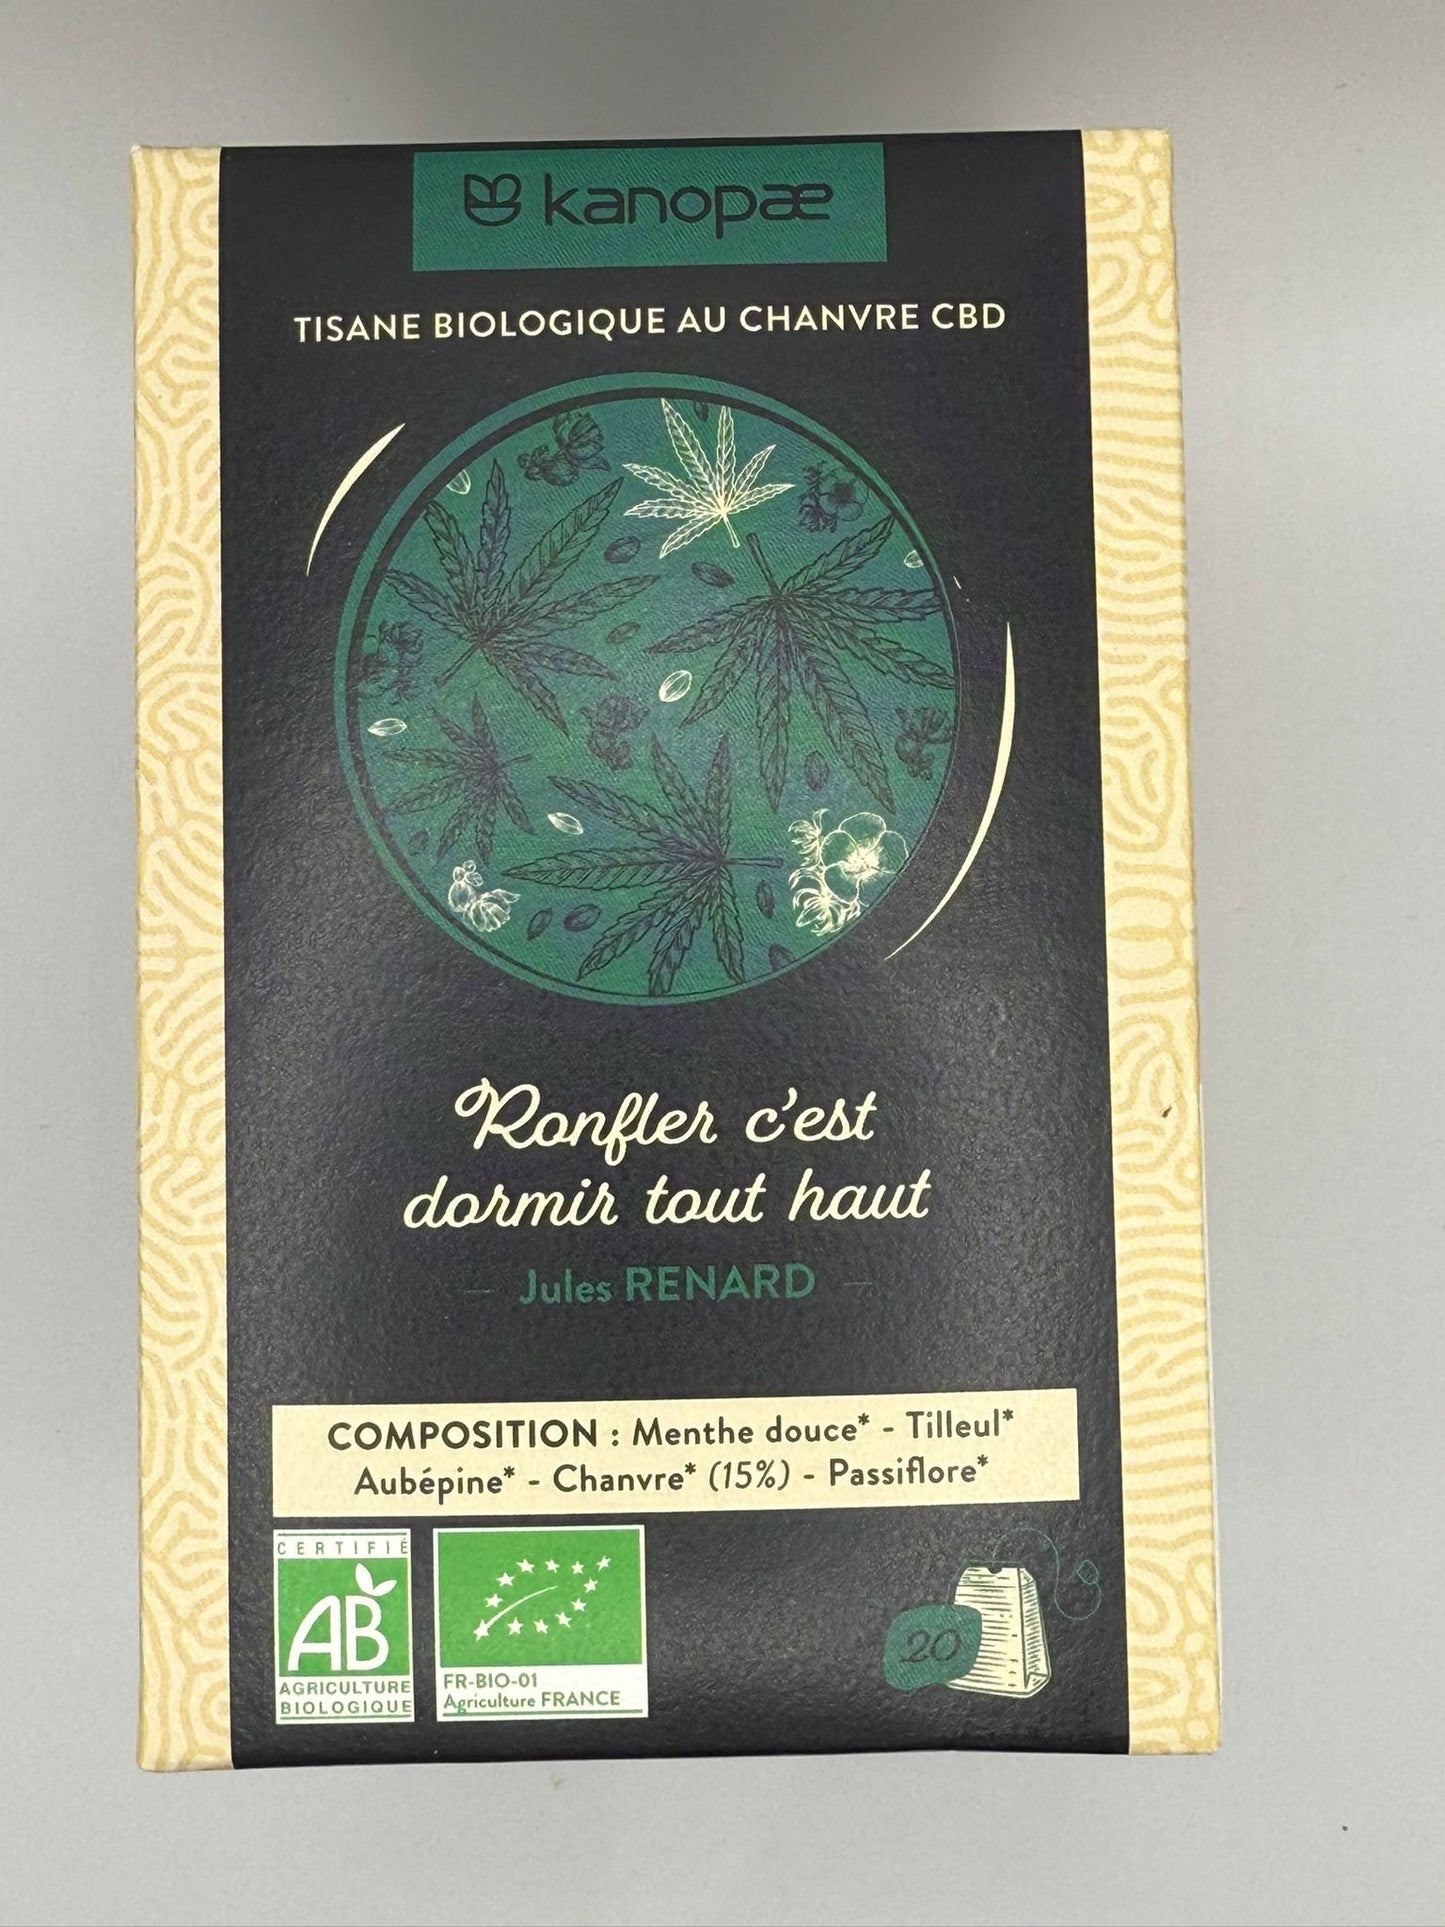 kanopæ
TISANE BIOLOGIQUE AU CHANVRE CBD
Ronfler c'est
dormir tout haut
Jules RENARD
COMPOSITION : Menthe douce* - Tilleul*
Aubépine* - Chanvre* (15%) - Passiflore*
CERTIFIÉ
AB
AGRICULTURE
BIOLOGIQUE
FR-BIO-01
Agriculture FRANCE
20